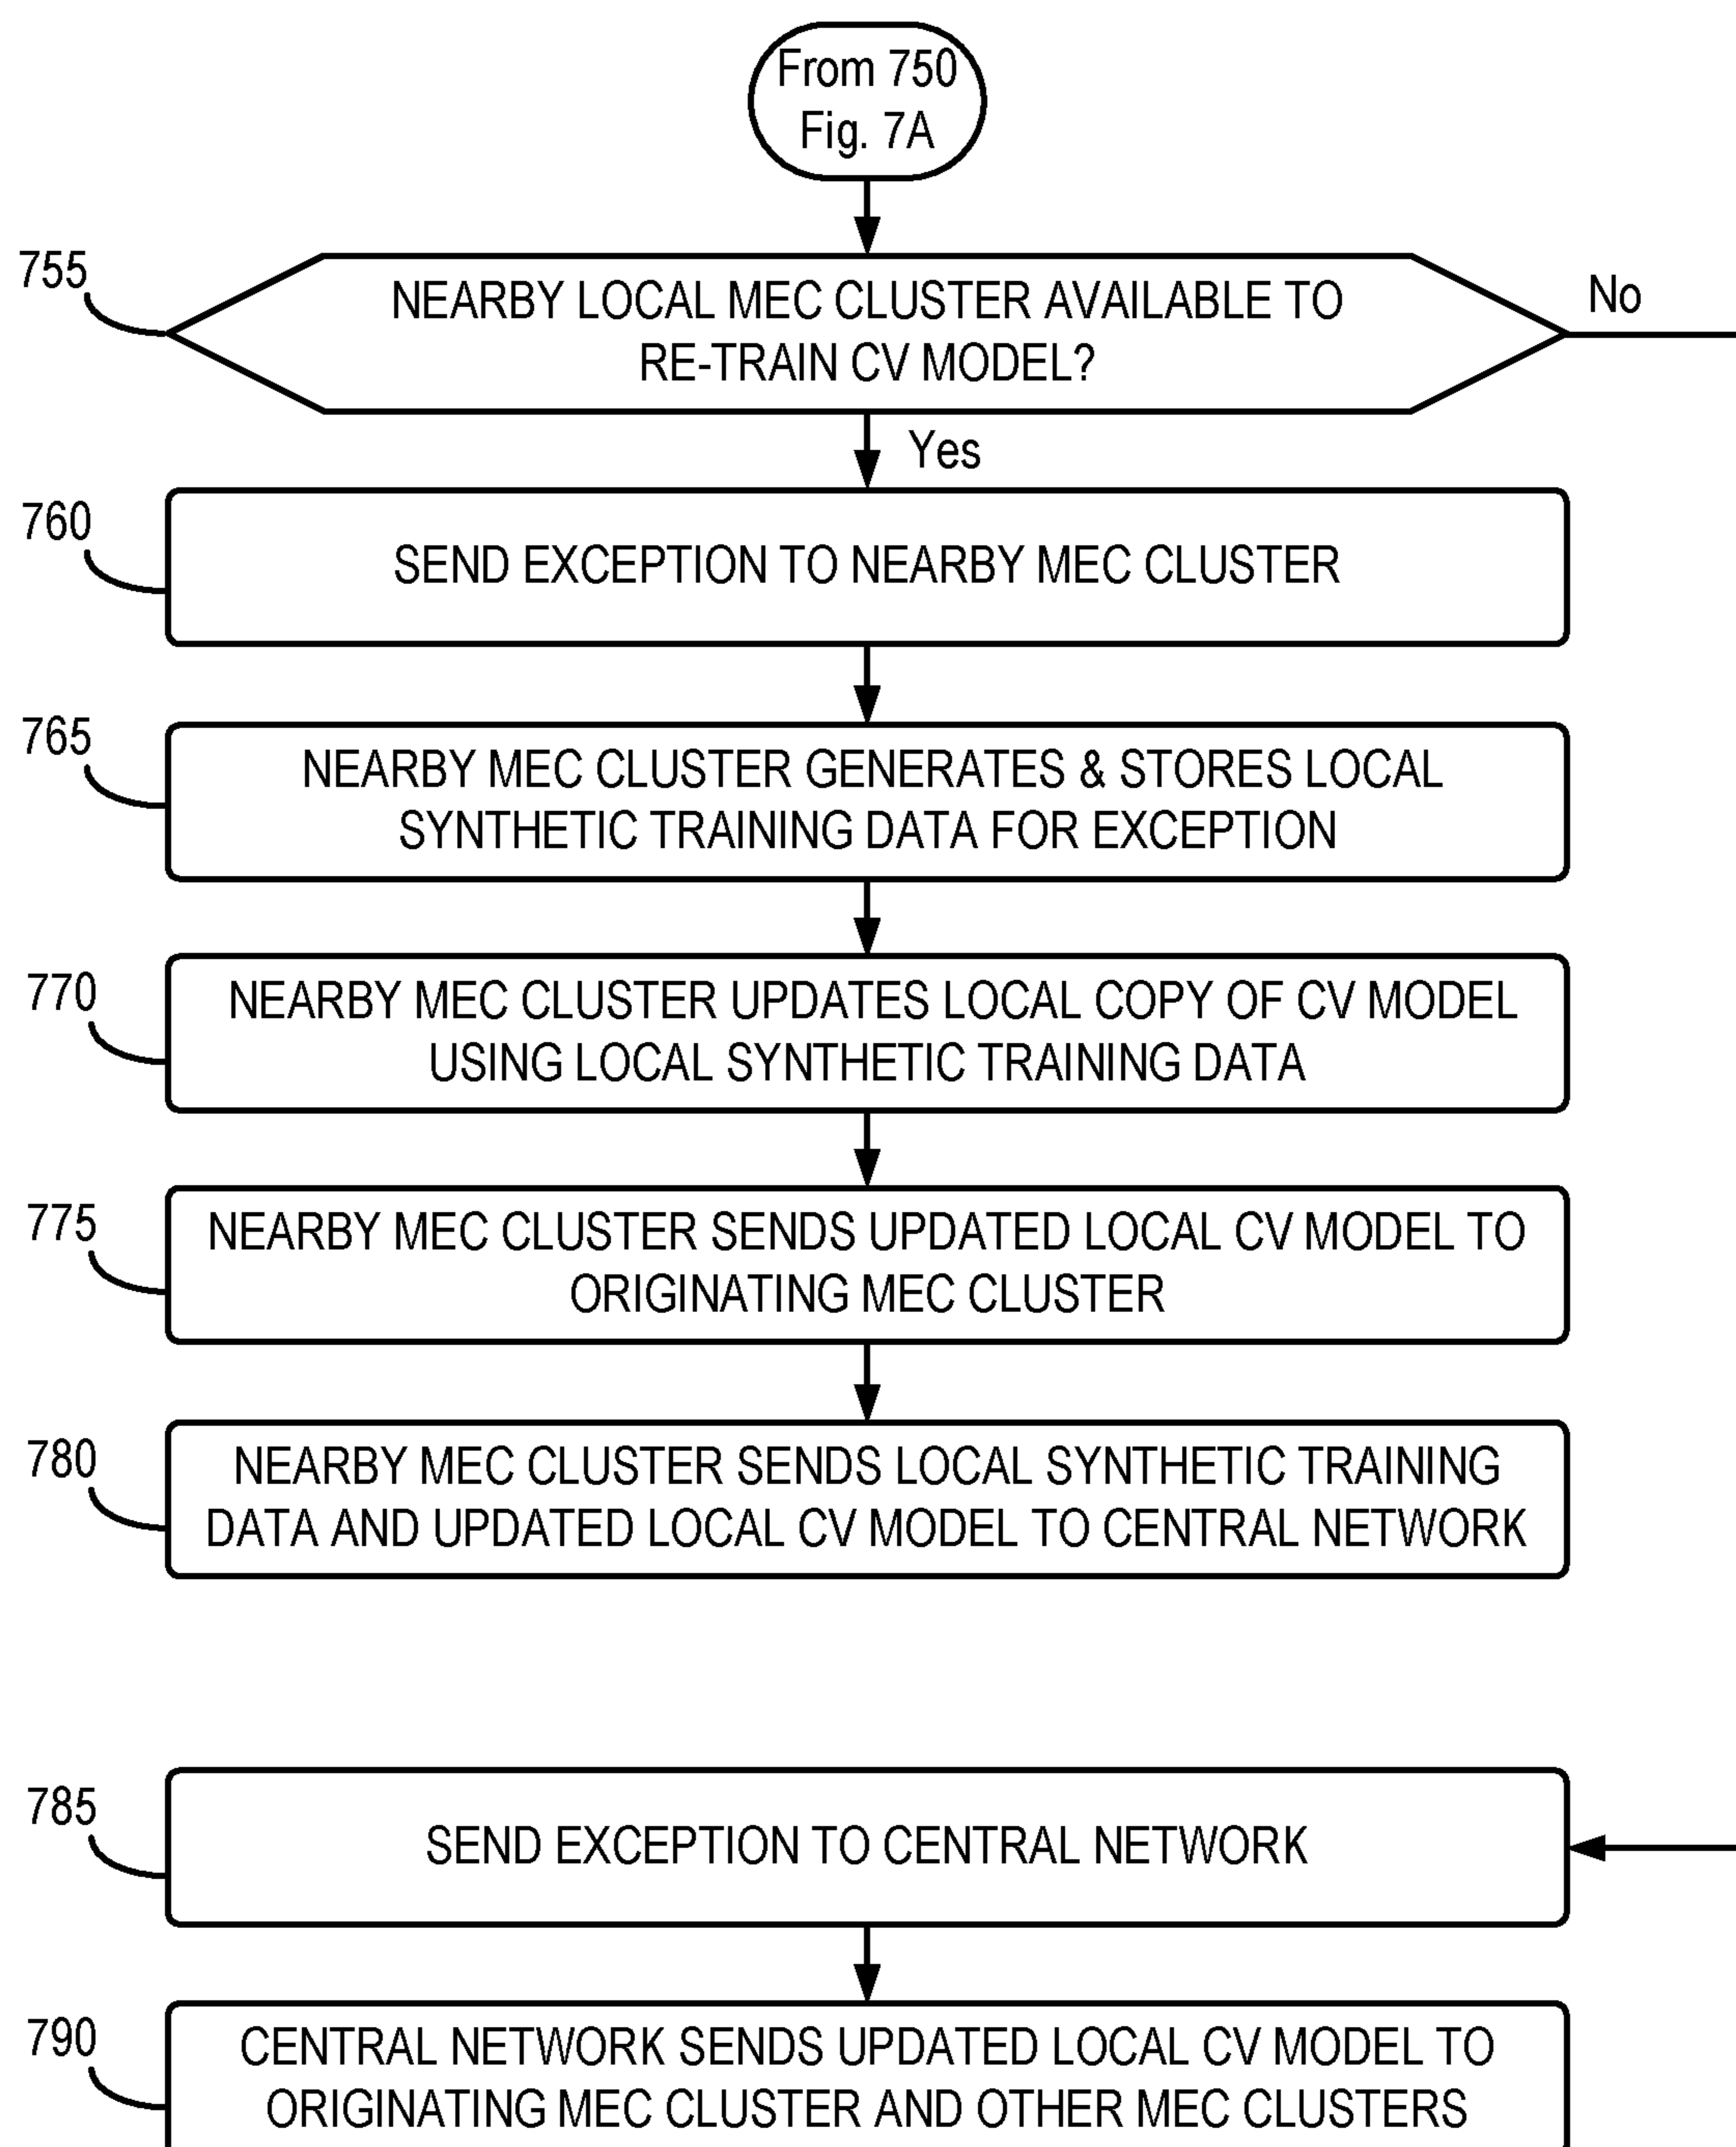 From 750
Fig. 7A
755
NEARBY LOCAL MEC CLUSTER AVAILABLE TO
RE-TRAIN CV MODEL?
No
Yes
760
SEND EXCEPTION TO NEARBY MEC CLUSTER
765
NEARBY MEC CLUSTER GENERATES & STORES LOCAL
SYNTHETIC TRAINING DATA FOR EXCEPTION
770
NEARBY MEC CLUSTER UPDATES LOCAL COPY OF CV MODEL
USING LOCAL SYNTHETIC TRAINING DATA
775
NEARBY MEC CLUSTER SENDS UPDATED LOCAL CV MODEL TO
ORIGINATING MEC CLUSTER
780
NEARBY MEC CLUSTER SENDS LOCAL SYNTHETIC TRAINING
DATA AND UPDATED LOCAL CV MODEL TO CENTRAL NETWORK
785
SEND EXCEPTION TO CENTRAL NETWORK
790
CENTRAL NETWORK SENDS UPDATED LOCAL CV MODEL TO
ORIGINATING MEC CLUSTER AND OTHER MEC CLUSTERS